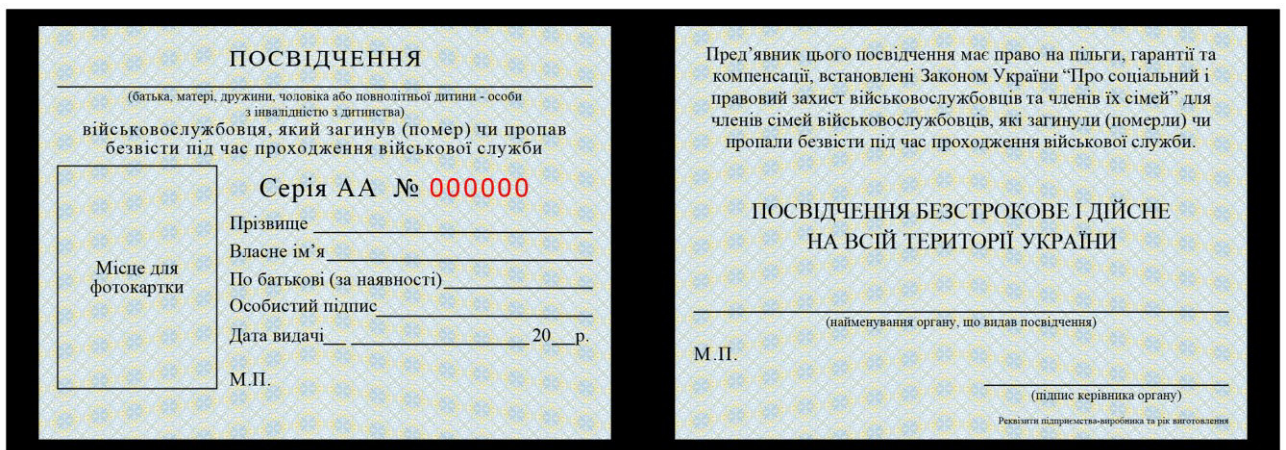 ПОСВІДЧЕННЯ
(батька, матері, дружини, чоловіка або повнолітньої дитини - особи
з інвалідністю з дитинства)
військовослужбовця, який загинув (помер) чи пропав
безвісти під час проходження військової служби
Серія АА № 000000
Прізвище
Власне ім’я
По батькові (за наявності)
Особистий підпис
Дата видачі__ ____________________20__р.
Місце для
фотокартки
М.П.
Пред’явник цього посвідчення має право на пільги, гарантії та
компенсації, встановлені Законом України “Про соціальний і
правовий захист військовослужбовців та членів їх сімей” для
членів сімей військовослужбовців, які загинули (померли) чи
пропали безвісти під час проходження військової служби.
ПОСВІДЧЕННЯ БЕЗСТРОКОВЕ І ДІЙСНЕ
НА ВСІЙ ТЕРИТОРІЇ УКРАЇНИ
(найменування органу, що видав посвідчення)
М.П.
(підпис керівника органу)
Реквізити підприємства-виробника та рік виготовлення